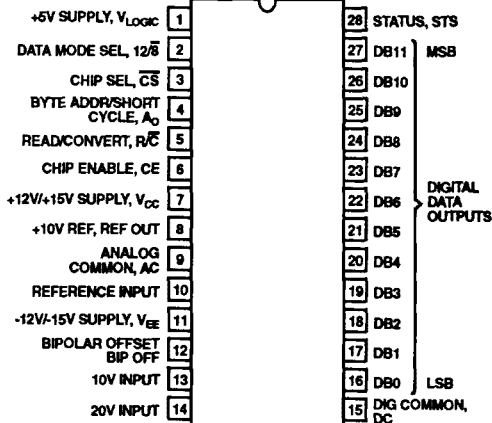 +5V SUPPLY, VLOGIC 1
DATA MODE SEL, 12/8̅ 2
CHIP SEL, C̅S̅ 3
BYTE ADDR/SHORT
CYCLE, AO 4
READ/CONVERT, R/C̅ 5
CHIP ENABLE, CE 6
+12V/+15V SUPPLY, VCC 7
+10V REF, REF OUT 8
ANALOG
COMMON, AC 9
REFERENCE INPUT 10
-12V/-15V SUPPLY, VEE 11
BIPOLAR OFFSET
BIP OFF 12
10V INPUT 13
20V INPUT 14
28 STATUS, STS
27 DB11 MSB
26 DB10
25 DB9
24 DB8
23 DB7
22 DB6
21 DB5
20 DB4
19 DB3
18 DB2
17 DB1
16 DB0 LSB
15 DIG COMMON,
DC
DIGITAL
DATA
OUTPUTS